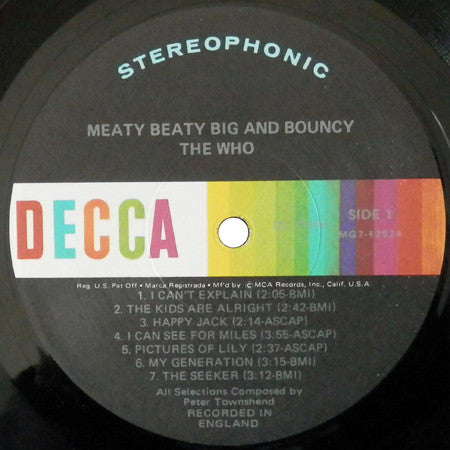 STEREOPHONIC
MEATY BEATY BIG AND BOUNCY
THE WHO
DECCA
SIDE 1
Reg. U.S. Pat Off • Marca Registrada • Mf'd by © MCA Records, Inc., Calif. U.S.A.
1. I CAN'T EXPLAIN (2:05-BMI)
2. THE KIDS ARE ALRIGHT (2:42-BMI)
3. HAPPY JACK (2:14-ASCAP)
4. I CAN SEE FOR MILES (3:55-ASCAP)
5. PICTURES OF LILY (2:37-ASCAP)
6. MY GENERATION (3:15-BMI)
7. THE SEEKER (3:12-BMI)
All Selections Composed by
Peter Townshend
RECORDED IN
ENGLAND